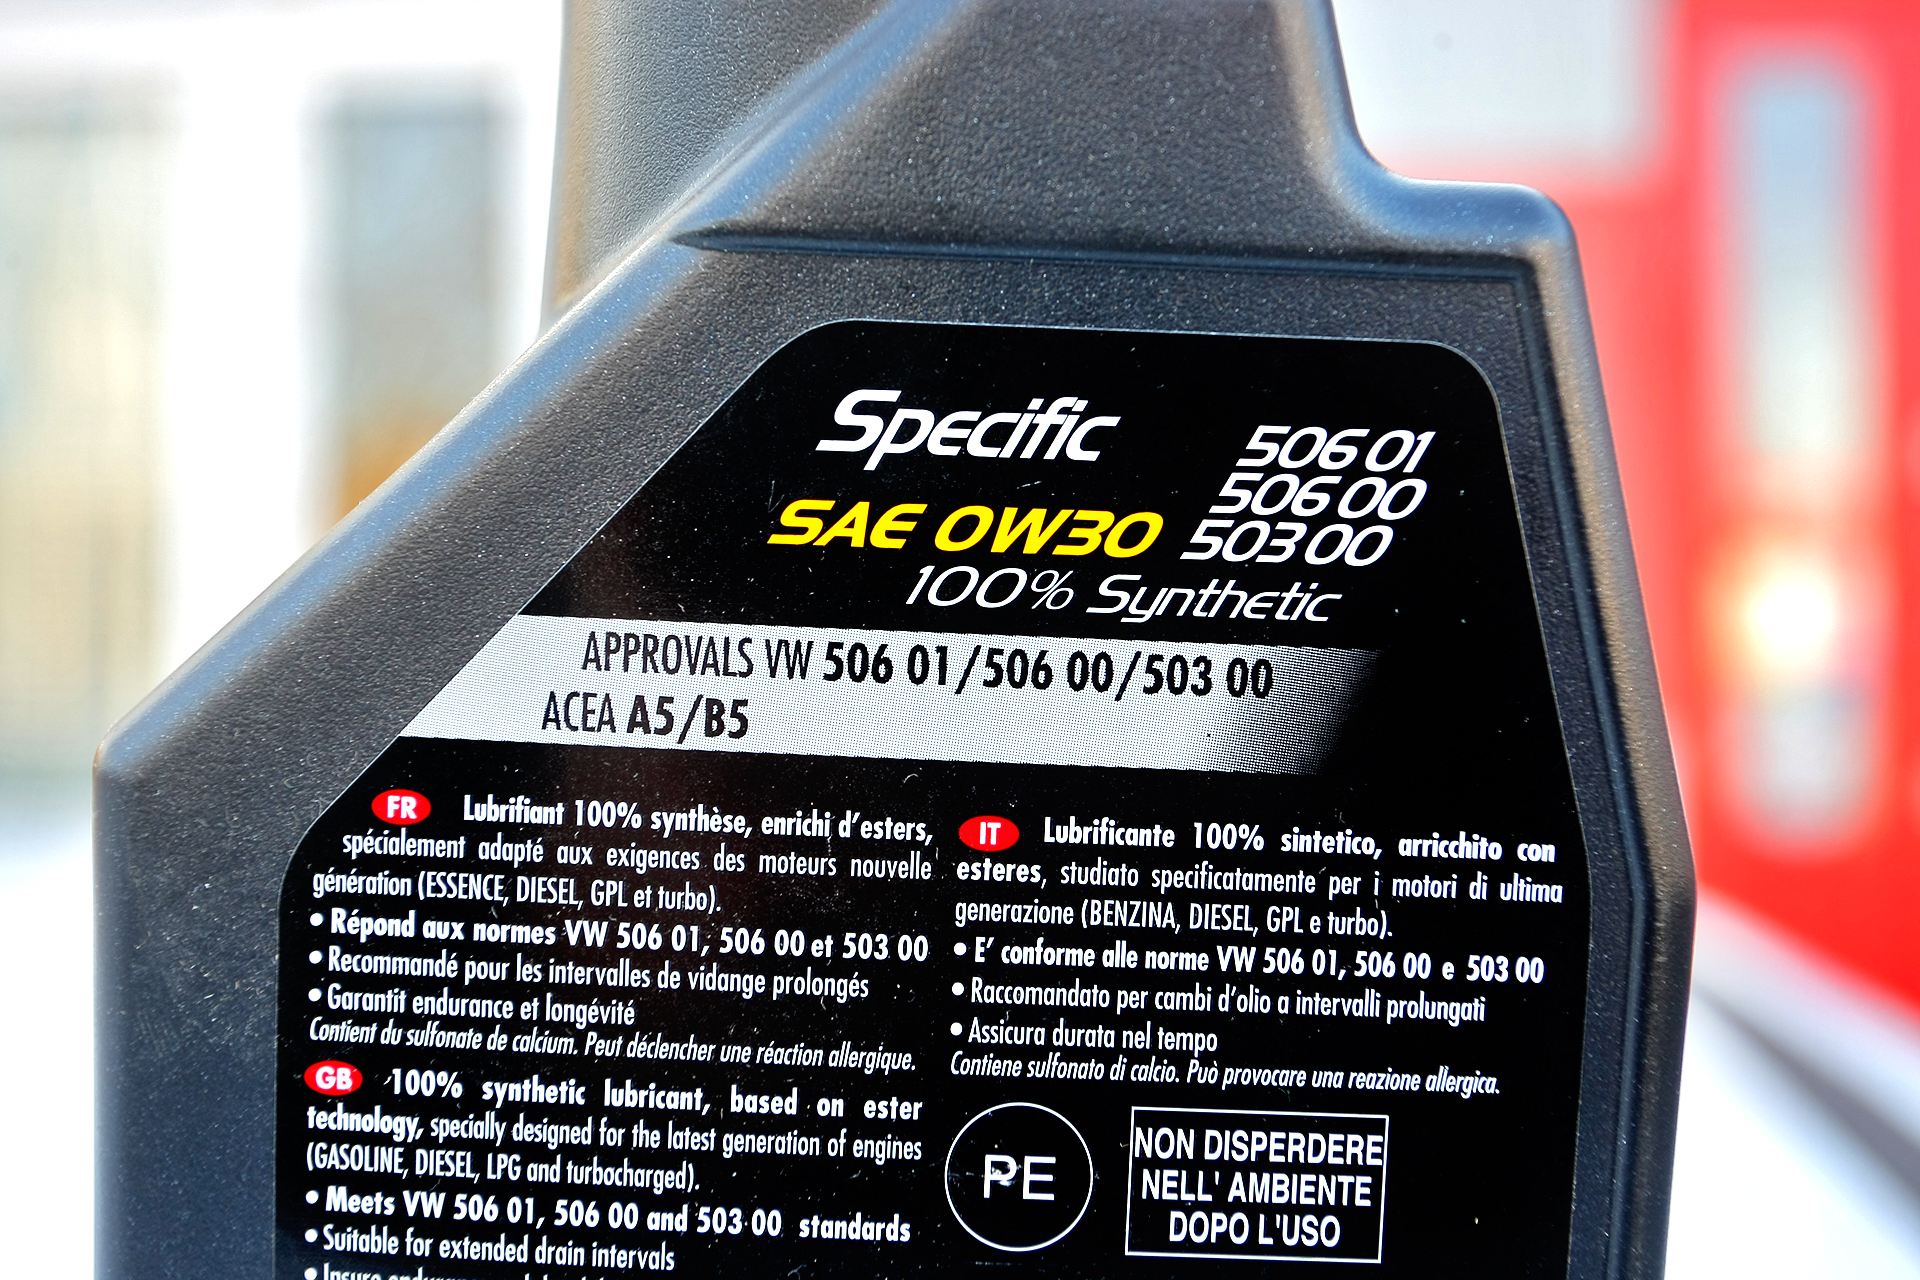 Specific
506 01
506 00
503 00
SAE 0W30
100% Synthetic
APPROVALS VW 506 01/506 00/503 00
ACEA A5/B5
FR Lubrifiant 100% synthèse, enrichi d'esters,
spécialement adapté aux exigences des moteurs nouvelle
génération (ESSENCE, DIESEL, GPL et turbo).
• Répond aux normes VW 506 01, 506 00 et 503 00
• Recommandé pour les intervalles de vidange prolongés
• Garantit endurance et longévité
Contient du sulfonate de calcium. Peut déclencher une réaction allergique.
GB 100% synthetic lubricant, based on ester
technology, specially designed for the latest generation of engines
(GASOLINE, DIESEL, LPG and turbocharged).
• Meets VW 506 01, 506 00 and 503 00 standards
• Suitable for extended drain intervals
• Insure
IT Lubrificante 100% sintetico, arricchito con
esteres, studiato specificatamente per i motori di ultima
generazione (BENZINA, DIESEL, GPL e turbo).
• E' conforme alle norme VW 506 01, 506 00 e 503 00
• Raccomandato per cambi d'olio a intervalli prolungati
• Assicura durata nel tempo
Contiene sulfonato di calcio. Può provocare una reazione allergica.
PE
NON DISPERDERE
NELL' AMBIENTE
DOPO L'USO